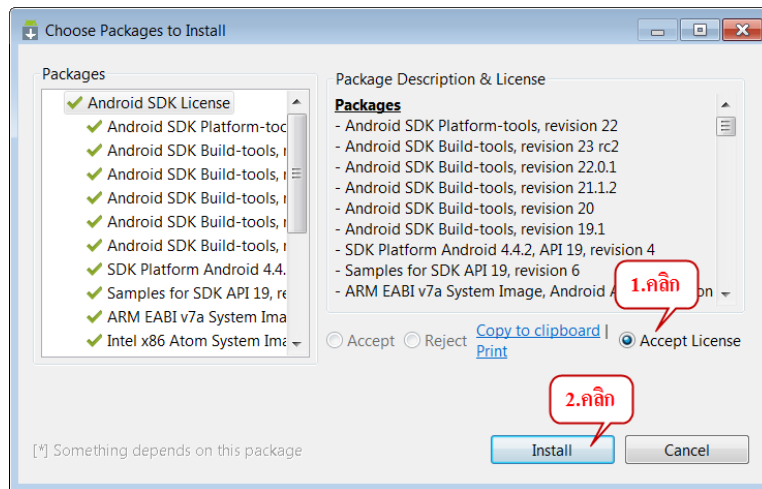 Choose Packages to Install
Packages
Android SDK License
Android SDK Platform-too
Android SDK Build-tools, r
Android SDK Build-tools, r
Android SDK Build-tools, r
Android SDK Build-tools, r
Android SDK Build-tools, r
SDK Platform Android 4.4.
Samples for SDK API 19, re
ARM EABI v7a System Ima
Intel x86 Atom System Ima
[*] Something depends on this package
Package Description & License
Packages
- Android SDK Platform-tools, revision 22
- Android SDK Build-tools, revision 23 rc2
- Android SDK Build-tools, revision 22.0.1
- Android SDK Build-tools, revision 21.1.2
- Android SDK Build-tools, revision 20
- Android SDK Build-tools, revision 19.1
- SDK Platform Android 4.4.2, API 19, revision 4
- Samples for SDK API 19, revision 6
- ARM EABI v7a System Image, Android A on
1.คลิก
Accept Reject Copy to clipboard | Accept License
Print
2.คลิก
Install Cancel